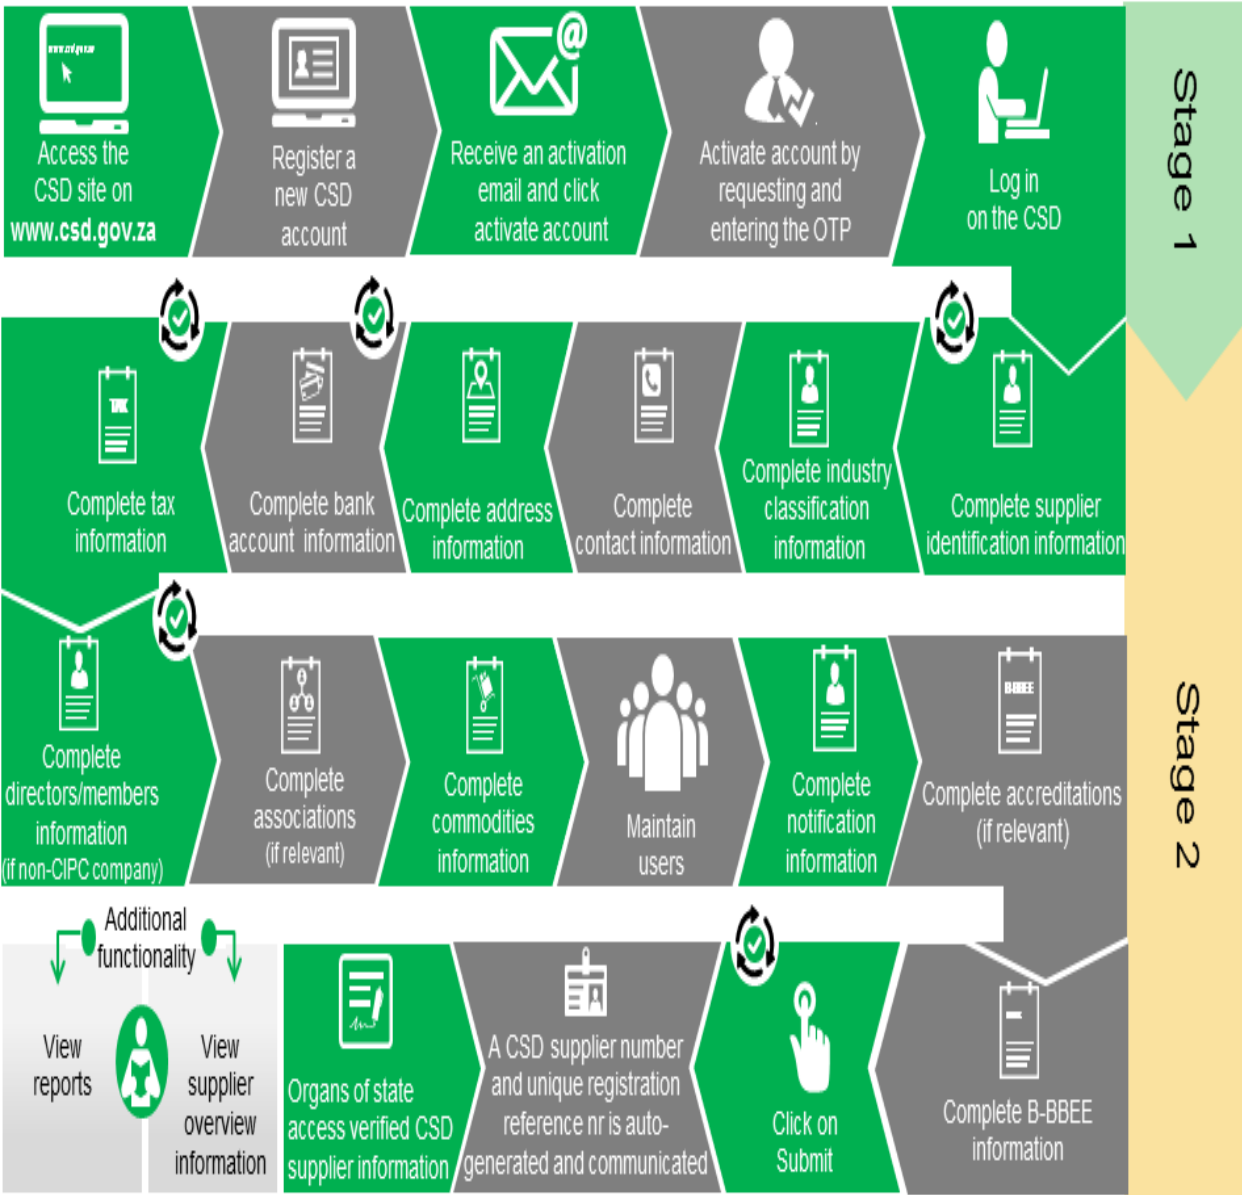 www.csd.gov.za
Access the
CSD site on
www.csd.gov.za
Register a
new CSD
account
Receive an activation
email and click
activate account
Activate account by
requesting and
entering the OTP
Log in
on the CSD
Stage 1
Complete supplier
identification information
Complete industry
classification
information
Complete
contact information
Complete address
information
Complete bank
account information
TAX
Complete tax
information
Complete
directors/members
information
(if non-CIPC company)
Complete
associations
(if relevant)
Complete
commodities
information
Maintain
users
Complete
notification
information
B-BBEE
Complete accreditations
(if relevant)
Stage 2
Complete B-BBEE
information
Click on
Submit
A CSD supplier number
and unique registration
reference nr is auto-
generated and communicated
Organs of state
access verified CSD
supplier information
Additional
functionality
View
reports
View
supplier
overview
information